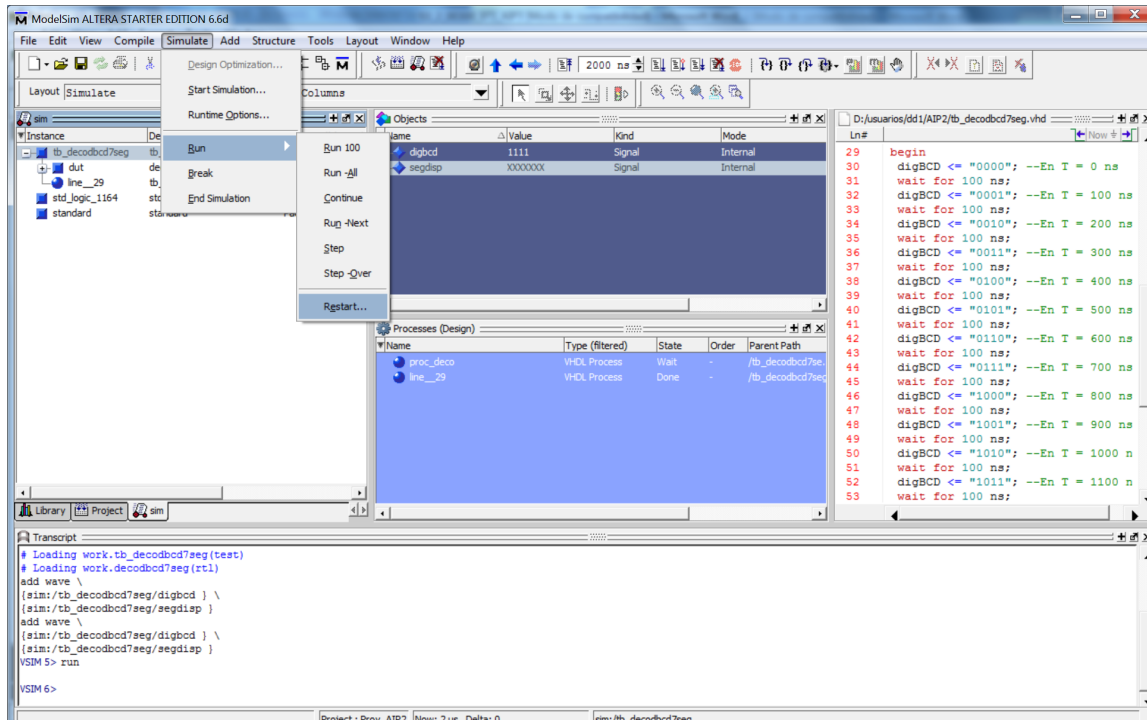 ModelSim ALTERA STARTER EDITION 6.6d
File Edit View Compile Simulate Add Structure Tools Layout Window Help
Design Optimization...
Start Simulation...
Runtime Options...
Run
Break
End Simulation
Run 100
Run -All
Continue
Run -Next
Step
Step -Over
Restart...
2000 ns
Layout Simulate
Columns
sim
Instance De
tb_decodbcd7seg tb_
dut de
line__29 tb_
std_logic_1164 std
standard standard Pa
Library Project sim
Objects
Name Value Kind Mode
digbcd 1111 Signal Internal
segdisp XXXXXXX Signal Internal
Processes (Design)
Name Type (filtered) State Order Parent Path
proc_deco VHDL Process Wait - /tb_decodbcd7se
line__29 VHDL Process Done - /tb_decodbcd7seg
D:/usuarios/dd1/AIP2/tb_decodbcd7seg.vhd
Ln# Now
29 begin
30 digBCD <= "0000"; --En T = 0 ns
31 wait for 100 ns;
32 digBCD <= "0001"; --En T = 100 ns
33 wait for 100 ns;
34 digBCD <= "0010"; --En T = 200 ns
35 wait for 100 ns;
36 digBCD <= "0011"; --En T = 300 ns
37 wait for 100 ns;
38 digBCD <= "0100"; --En T = 400 ns
39 wait for 100 ns;
40 digBCD <= "0101"; --En T = 500 ns
41 wait for 100 ns;
42 digBCD <= "0110"; --En T = 600 ns
43 wait for 100 ns;
44 digBCD <= "0111"; --En T = 700 ns
45 wait for 100 ns;
46 digBCD <= "1000"; --En T = 800 ns
47 wait for 100 ns;
48 digBCD <= "1001"; --En T = 900 ns
49 wait for 100 ns;
50 digBCD <= "1010"; --En T = 1000 n
51 wait for 100 ns;
52 digBCD <= "1011"; --En T = 1100 n
53 wait for 100 ns;
Transcript
# Loading work.tb_decodbcd7seg(test)
# Loading work.decodbcd7seg(rtl)
add wave \
{sim:/tb_decodbcd7seg/digbcd } \
{sim:/tb_decodbcd7seg/segdisp }
add wave \
{sim:/tb_decodbcd7seg/digbcd } \
{sim:/tb_decodbcd7seg/segdisp }
VSIM 5> run
VSIM 6>
Project : Prov_AIP2 Now: 2 us Delta: 0 sim:/tb_decodbcd7seg